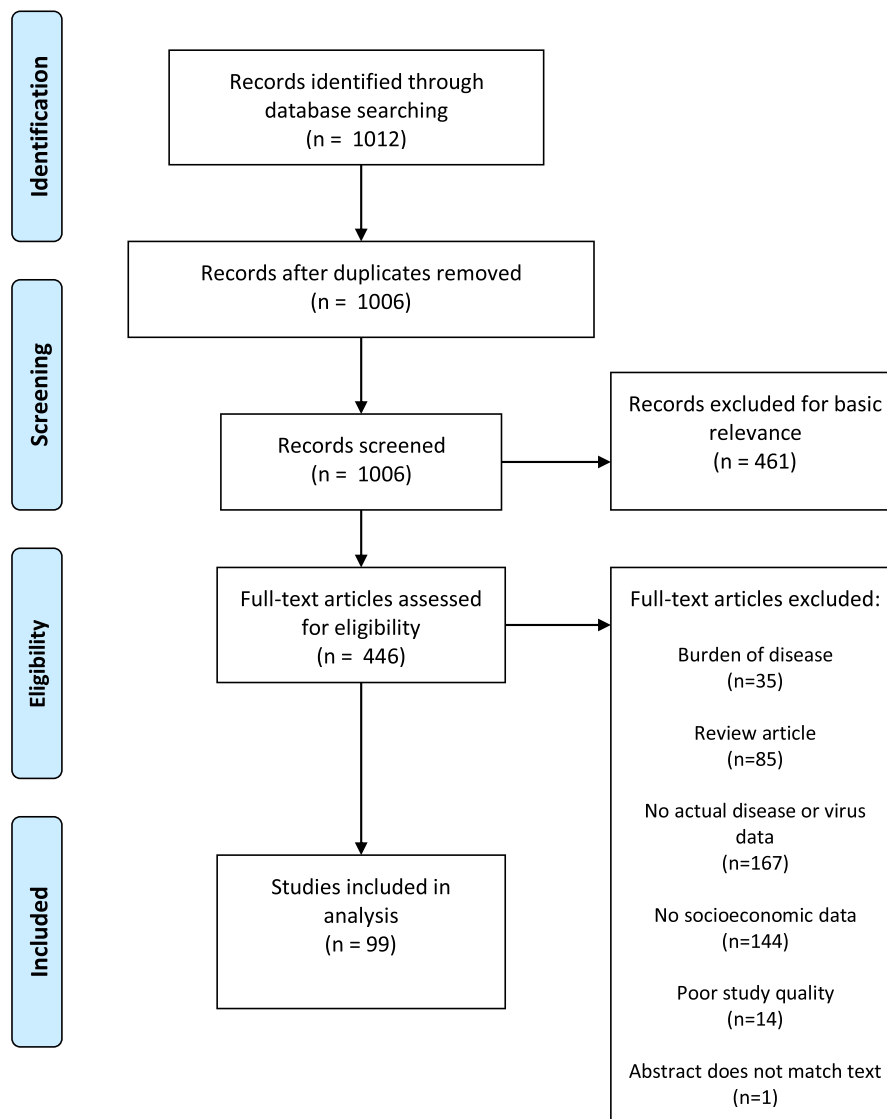 Identification
Records identified through
database searching
(n = 1012)
Records after duplicates removed
(n = 1006)
Screening
Records screened
(n = 1006)
Records excluded for basic
relevance
(n = 461)
Eligibility
Full-text articles assessed
for eligibility
(n = 446)
Full-text articles excluded:
Burden of disease
(n=35)
Review article
(n=85)
No actual disease or virus
data
(n=167)
No socioeconomic data
(n=144)
Poor study quality
(n=14)
Abstract does not match text
(n=1)
Included
Studies included in
analysis
(n = 99)